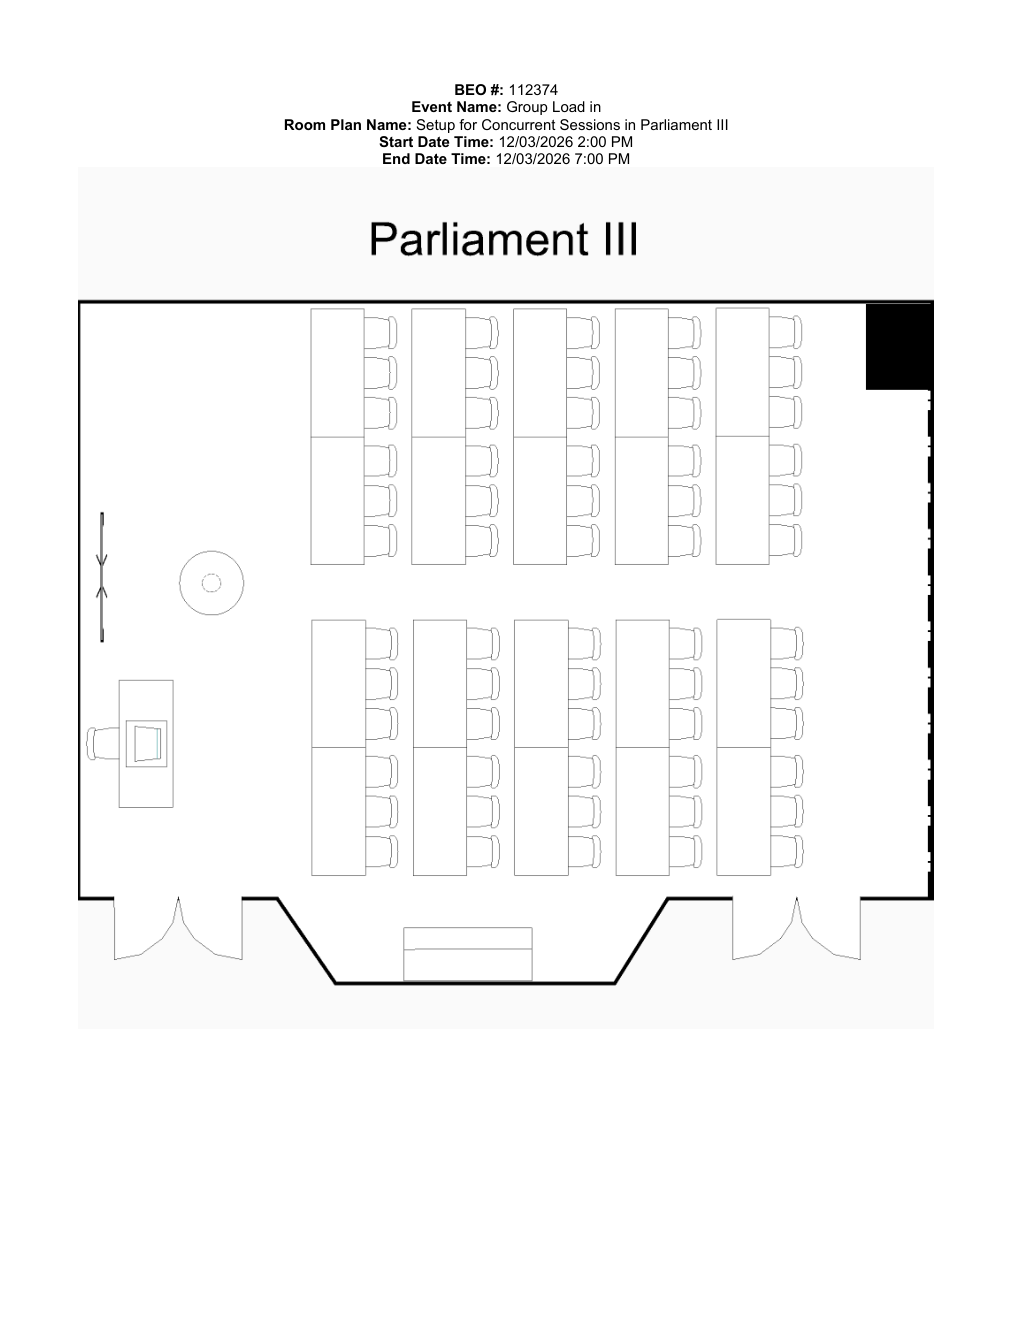 BEO #: 112374
Event Name: Group Load in
Room Plan Name: Setup for Concurrent Sessions in Parliament III
Start Date Time: 12/03/2026 2:00 PM
End Date Time: 12/03/2026 7:00 PM
Parliament III